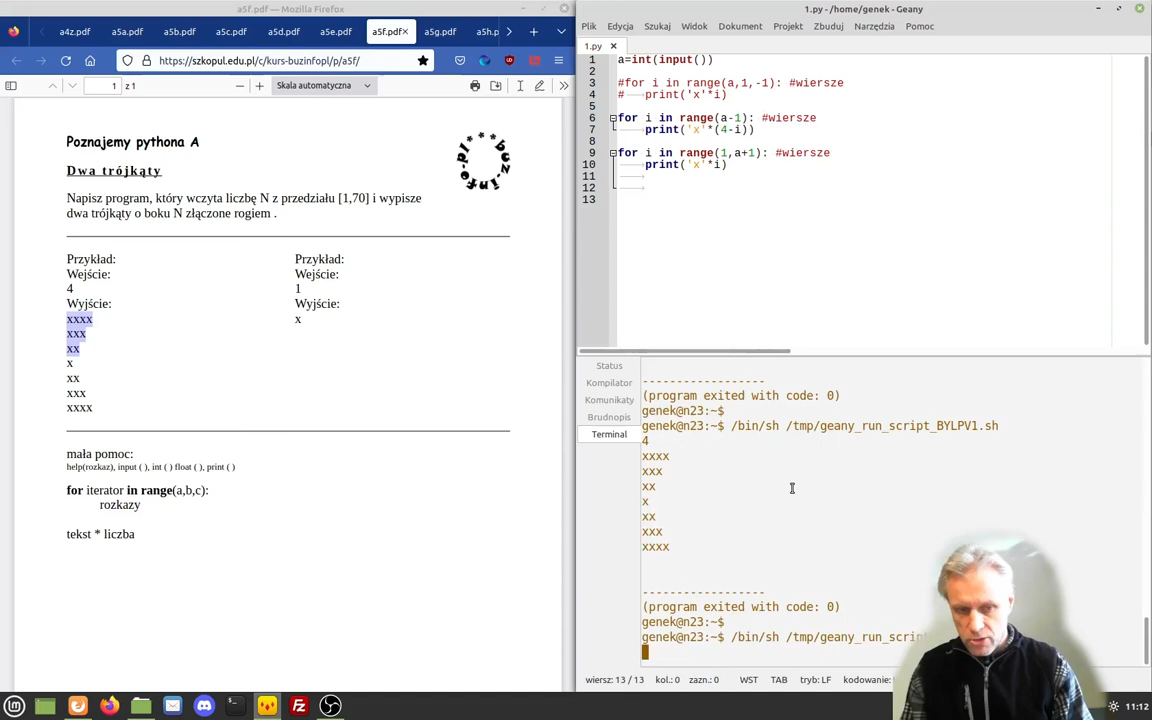 a5f.pdf — Mozilla Firefox
a4z.pdf
a5a.pdf
a5b.pdf
a5c.pdf
a5d.pdf
a5e.pdf
a5f.pdf
a5g.pdf
a5h.p
https://szkopul.edu.pl/c/kurs-buzinfopl/p/a5f/
1 z 1
Skala automatyczna
Poznajemy pythona A
buz.info.pl
Dwa trójkąty
Napisz program, który wczyta liczbę N z przedziału [1,70] i wypisze
dwa trójkąty o boku N złączone rogiem .
Przykład:
Wejście:
4
Wyjście:
xxxx
xxx
xx
x
xx
xxx
xxxx
Przykład:
Wejście:
1
Wyjście:
x
mała pomoc:
help(rozkaz), input ( ), int ( ) float ( ), print ( )
for iterator in range(a,b,c):
rozkazy
tekst * liczba
1.py - /home/genek - Geany
Plik Edycja Szukaj Widok Dokument Projekt Zbuduj Narzędzia Pomoc
1.py
1 a=int(input())
2
3 #for i in range(a,1,-1): #wiersze
4 # print('x'*i)
5
6 for i in range(a-1): #wiersze
7 print('x'*(4-i))
8
9 for i in range(1,a+1): #wiersze
10 print('x'*i)
11
12
13
Status
Kompilator
Komunikaty
Brudnopis
Terminal
------------------
(program exited with code: 0)
genek@n23:~$
genek@n23:~$ /bin/sh /tmp/geany_run_script_BYLPV1.sh
4
xxxx
xxx
xx
x
xx
xxx
xxxx
------------------
(program exited with code: 0)
genek@n23:~$
genek@n23:~$ /bin/sh /tmp/geany_run_script
wiersz: 13 / 13 kol.: 0 zazn.: 0 WST TAB tryb: LF kodowanie:
11:12